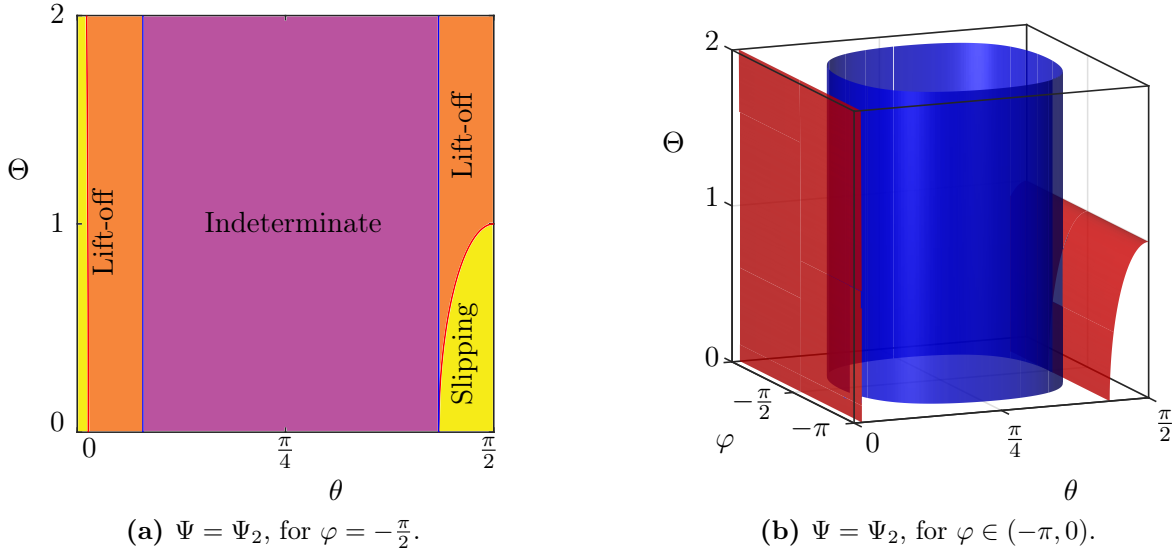 2
Θ
1
0
Lift-off
Indeterminate
Lift-off
Slipping
0
π/4
π/2
θ
(a) Ψ = Ψ₂, for φ = −π/2.
2
Θ
1
0
−π/2
φ
−π
0
π/4
π/2
θ
(b) Ψ = Ψ₂, for φ ∈ (−π, 0).